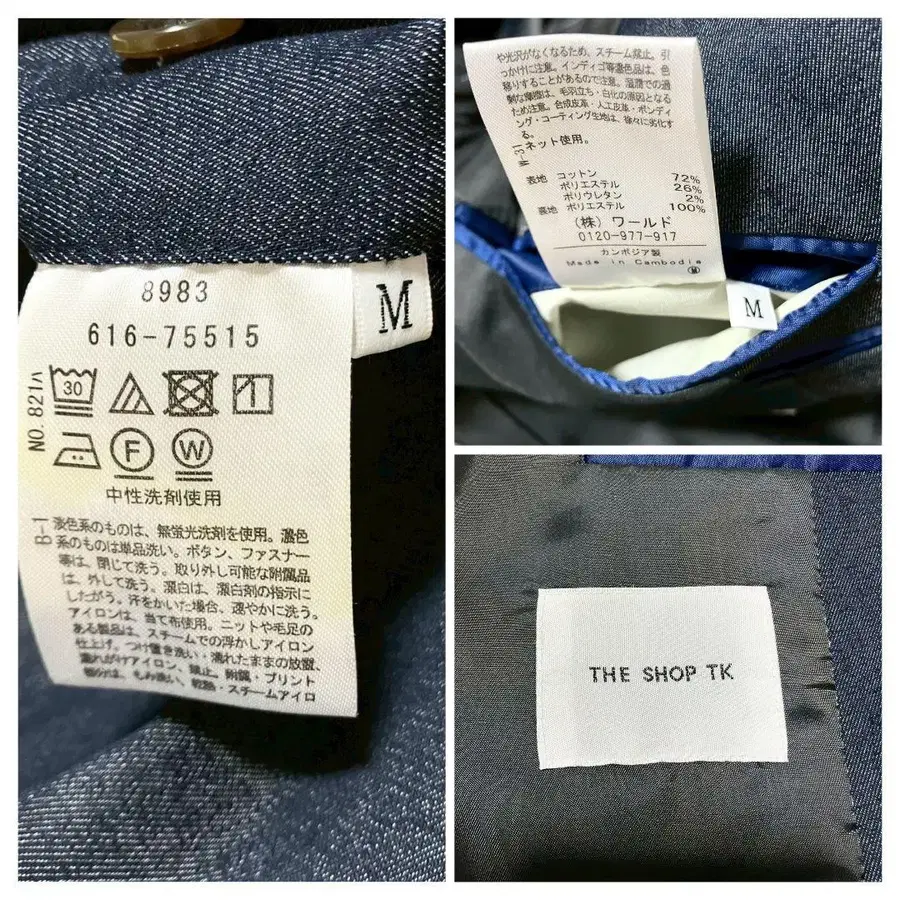 8983
M
616-75515
NO.821ハ
30
F
W
中性洗剤使用
B-1
淡色系のものは、無蛍光洗剤を使用。濃色
系のものは単品洗い。ボタン、ファスナー
等は、閉じて洗う。取り外し可能な附属品
は、外して洗う。漂白は、漂白剤の指示に
したがう。汗をかいた場合、速やかに洗う。
アイロンは、当て布使用。ニットや毛足の
ある製品は、スチームでの浮かしアイロン
仕上げ。つけ置き洗い・濡れたままの放置、
濡れがけアイロン、禁止。附属・プリント
部分は、もみ洗い、乾熱・スチームアイロ
や光沢がなくなるため、スチーム禁止。引
っかけに注意。インディゴ等濃色品は、色
移りすることがあるので注意。湿潤での過
剰な摩擦は、毛羽立ち・白化の原因となる
ため注意。合成皮革・人工皮革・ボンディ
ング・コーティング生地は、徐々に劣化す
る。
W-31
ネット使用。
表地 コットン 72%
ポリエステル 26%
ポリウレタン 2%
裏地 ポリエステル 100%
(株) ワールド
0120-977-917
カンボジア製
Made in Cambodia
M
THE SHOP TK